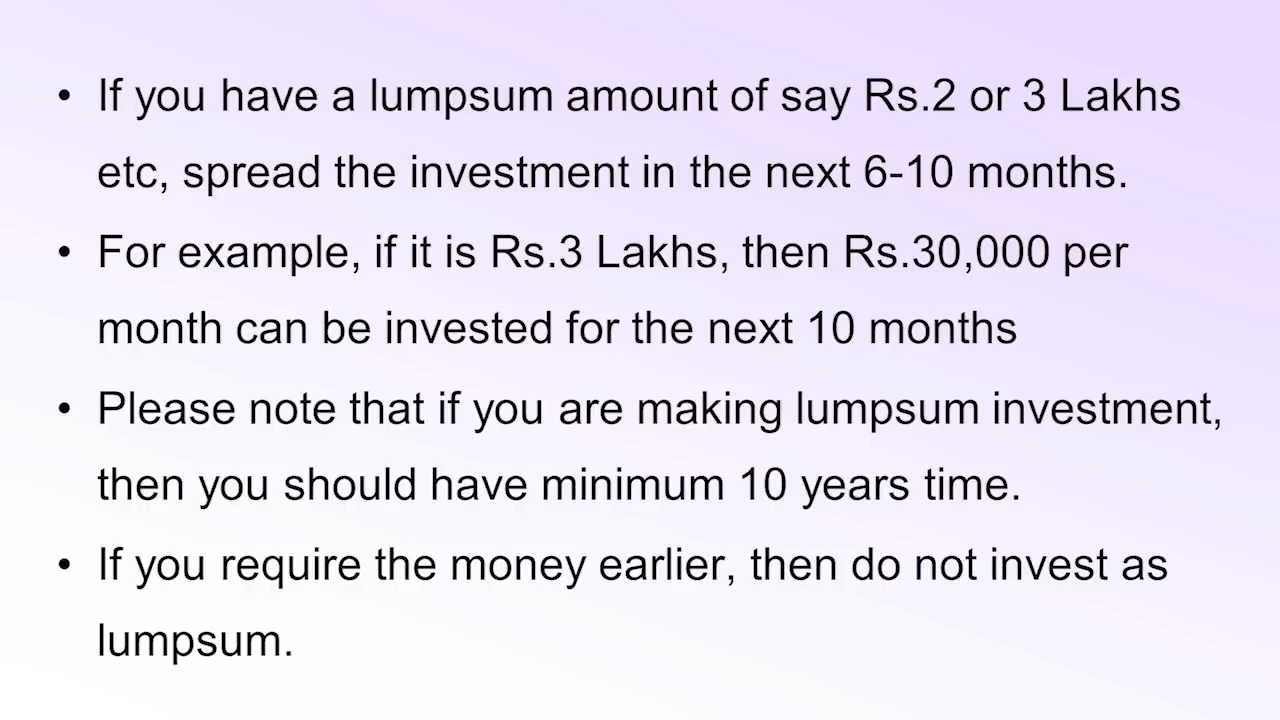 • If you have a lumpsum amount of say Rs.2 or 3 Lakhs
etc, spread the investment in the next 6-10 months.
• For example, if it is Rs.3 Lakhs, then Rs.30,000 per
month can be invested for the next 10 months
• Please note that if you are making lumpsum investment,
then you should have minimum 10 years time.
• If you require the money earlier, then do not invest as
lumpsum.